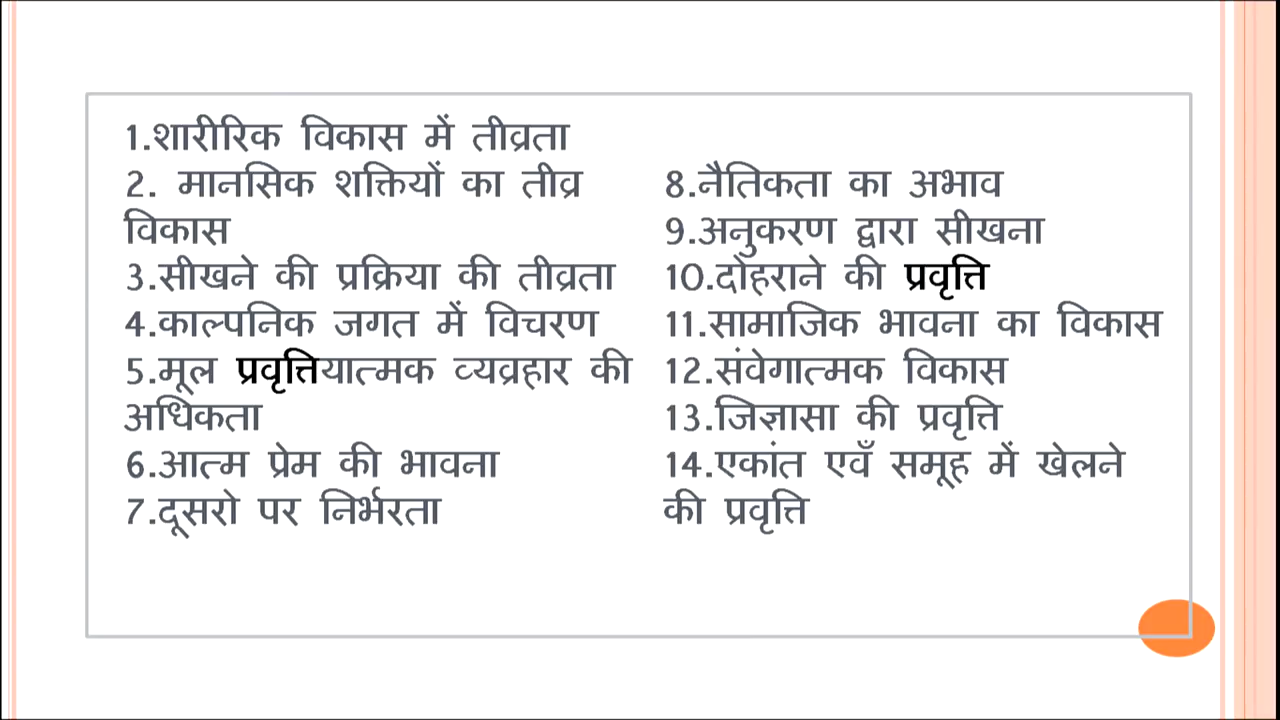 1.शारीरिक विकास में तीव्रता
2. मानसिक शक्तियों का तीव्र
विकास
3.सीखने की प्रक्रिया की तीव्रता
4.काल्पनिक जगत में विचरण
5.मूल प्रवृत्तियात्मक व्यव्रहार की
अधिकता
6.आत्म प्रेम की भावना
7.दूसरो पर निर्भरता
8.नैतिकता का अभाव
9.अनुकरण द्वारा सीखना
10.दोहराने की प्रवृत्ति
11.सामाजिक भावना का विकास
12.संवेगात्मक विकास
13.जिज्ञासा की प्रवृत्ति
14.एकांत एवँ समूह में खेलने
की प्रवृत्ति